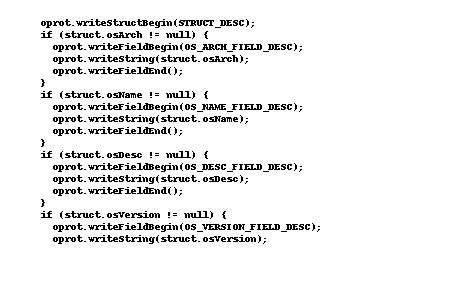 oprot.writeStructBegin(STRUCT_DESC);
if (struct.osArch != null) {
oprot.writeFieldBegin(OS_ARCH_FIELD_DESC);
oprot.writeString(struct.osArch);
oprot.writeFieldEnd();
}
if (struct.osName != null) {
oprot.writeFieldBegin(OS_NAME_FIELD_DESC);
oprot.writeString(struct.osName);
oprot.writeFieldEnd();
}
if (struct.osDesc != null) {
oprot.writeFieldBegin(OS_DESC_FIELD_DESC);
oprot.writeString(struct.osDesc);
oprot.writeFieldEnd();
}
if (struct.osVersion != null) {
oprot.writeFieldBegin(OS_VERSION_FIELD_DESC);
oprot.writeString(struct.osVersion);